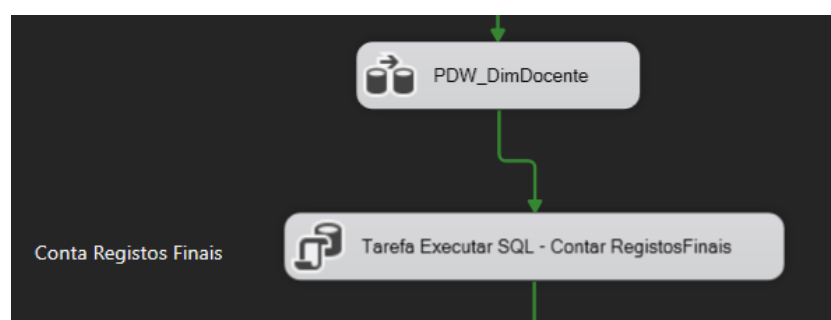 PDW_DimDocente
Conta Registos Finais
Tarefa Executar SQL - Contar RegistosFinais